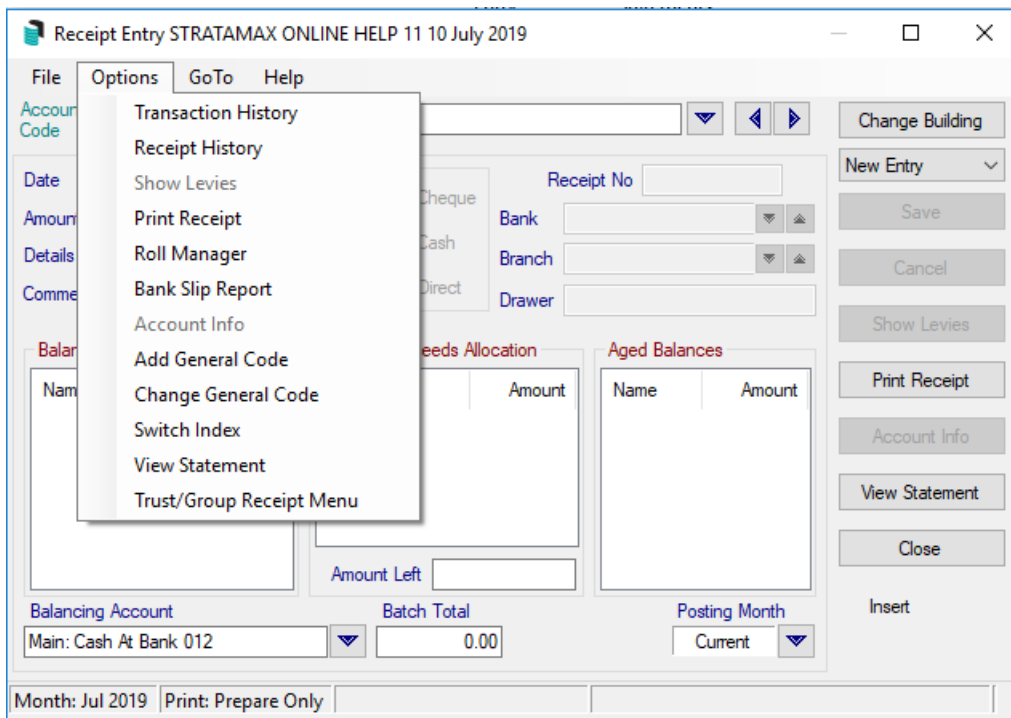 Receipt Entry STRATAMAX ONLINE HELP 11 10 July 2019
File Options GoTo Help
Transaction History
Receipt History
Show Levies
Print Receipt
Roll Manager
Bank Slip Report
Account Info
Add General Code
Change General Code
Switch Index
View Statement
Trust/Group Receipt Menu
Accoun
Code
Date
Amoun
Details
Comme
Cheque
Cash
Direct
Receipt No
Bank
Branch
Drawer
Change Building
New Entry
Save
Cancel
Show Levies
Print Receipt
Account Info
View Statement
Close
Insert
Balan
Nam
eeds Allocation
Amount
Aged Balances
Name Amount
Amount Left
Balancing Account
Main: Cash At Bank 012
Batch Total
0.00
Posting Month
Current
Month: Jul 2019 Print: Prepare Only